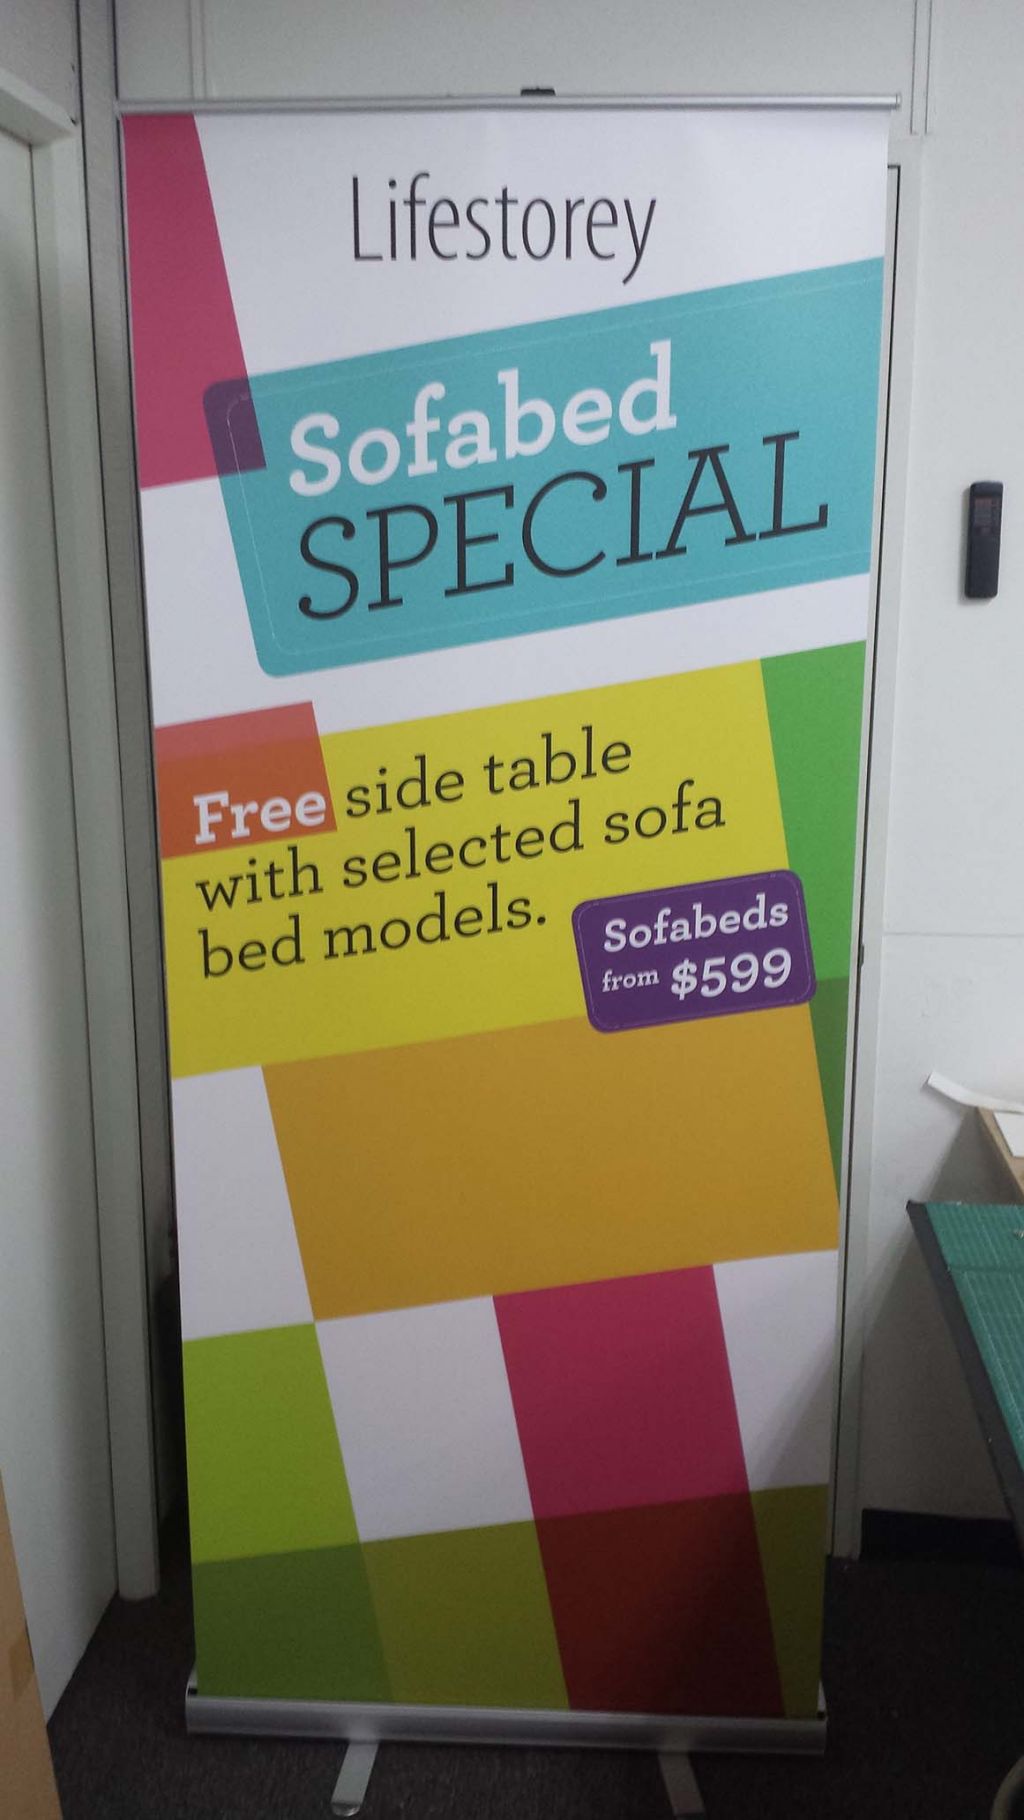 Lifestorey
Sofabed
SPECIAL
Free side table
with selected sofa
bed models.
Sofabeds
from $599